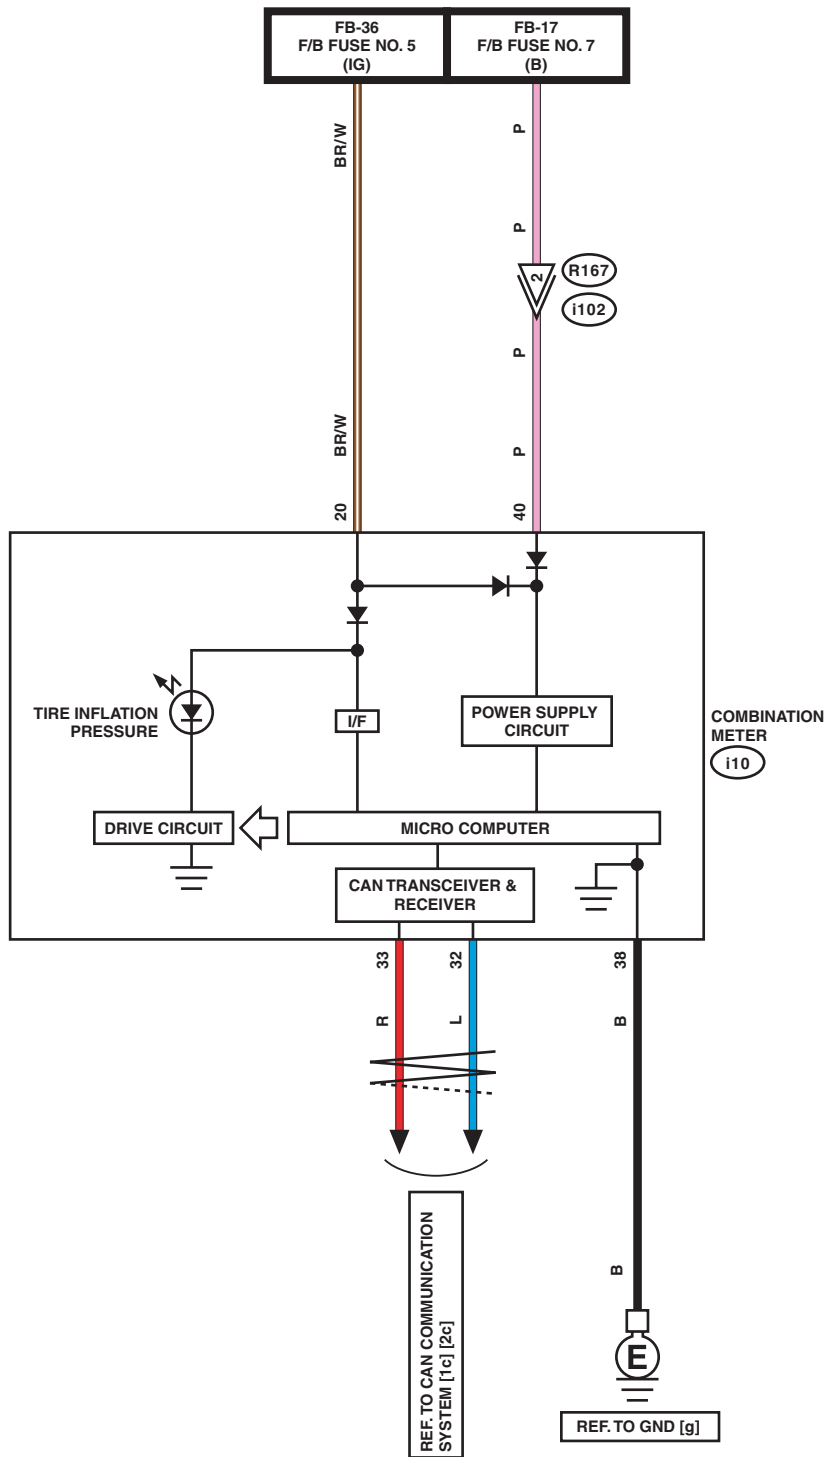 FB-36
F/B FUSE NO. 5
(IG)
FB-17
F/B FUSE NO. 7
(B)
BR/W
P
P
2
R167
i102
P
BR/W
P
20
40
TIRE INFLATION
PRESSURE
I/F
POWER SUPPLY
CIRCUIT
COMBINATION
METER
i10
DRIVE CIRCUIT
MICRO COMPUTER
CAN TRANSCEIVER &
RECEIVER
33
32
38
R
L
B
B
E
REF. TO CAN COMMUNICATION
SYSTEM [1c] [2c]
REF. TO GND [g]